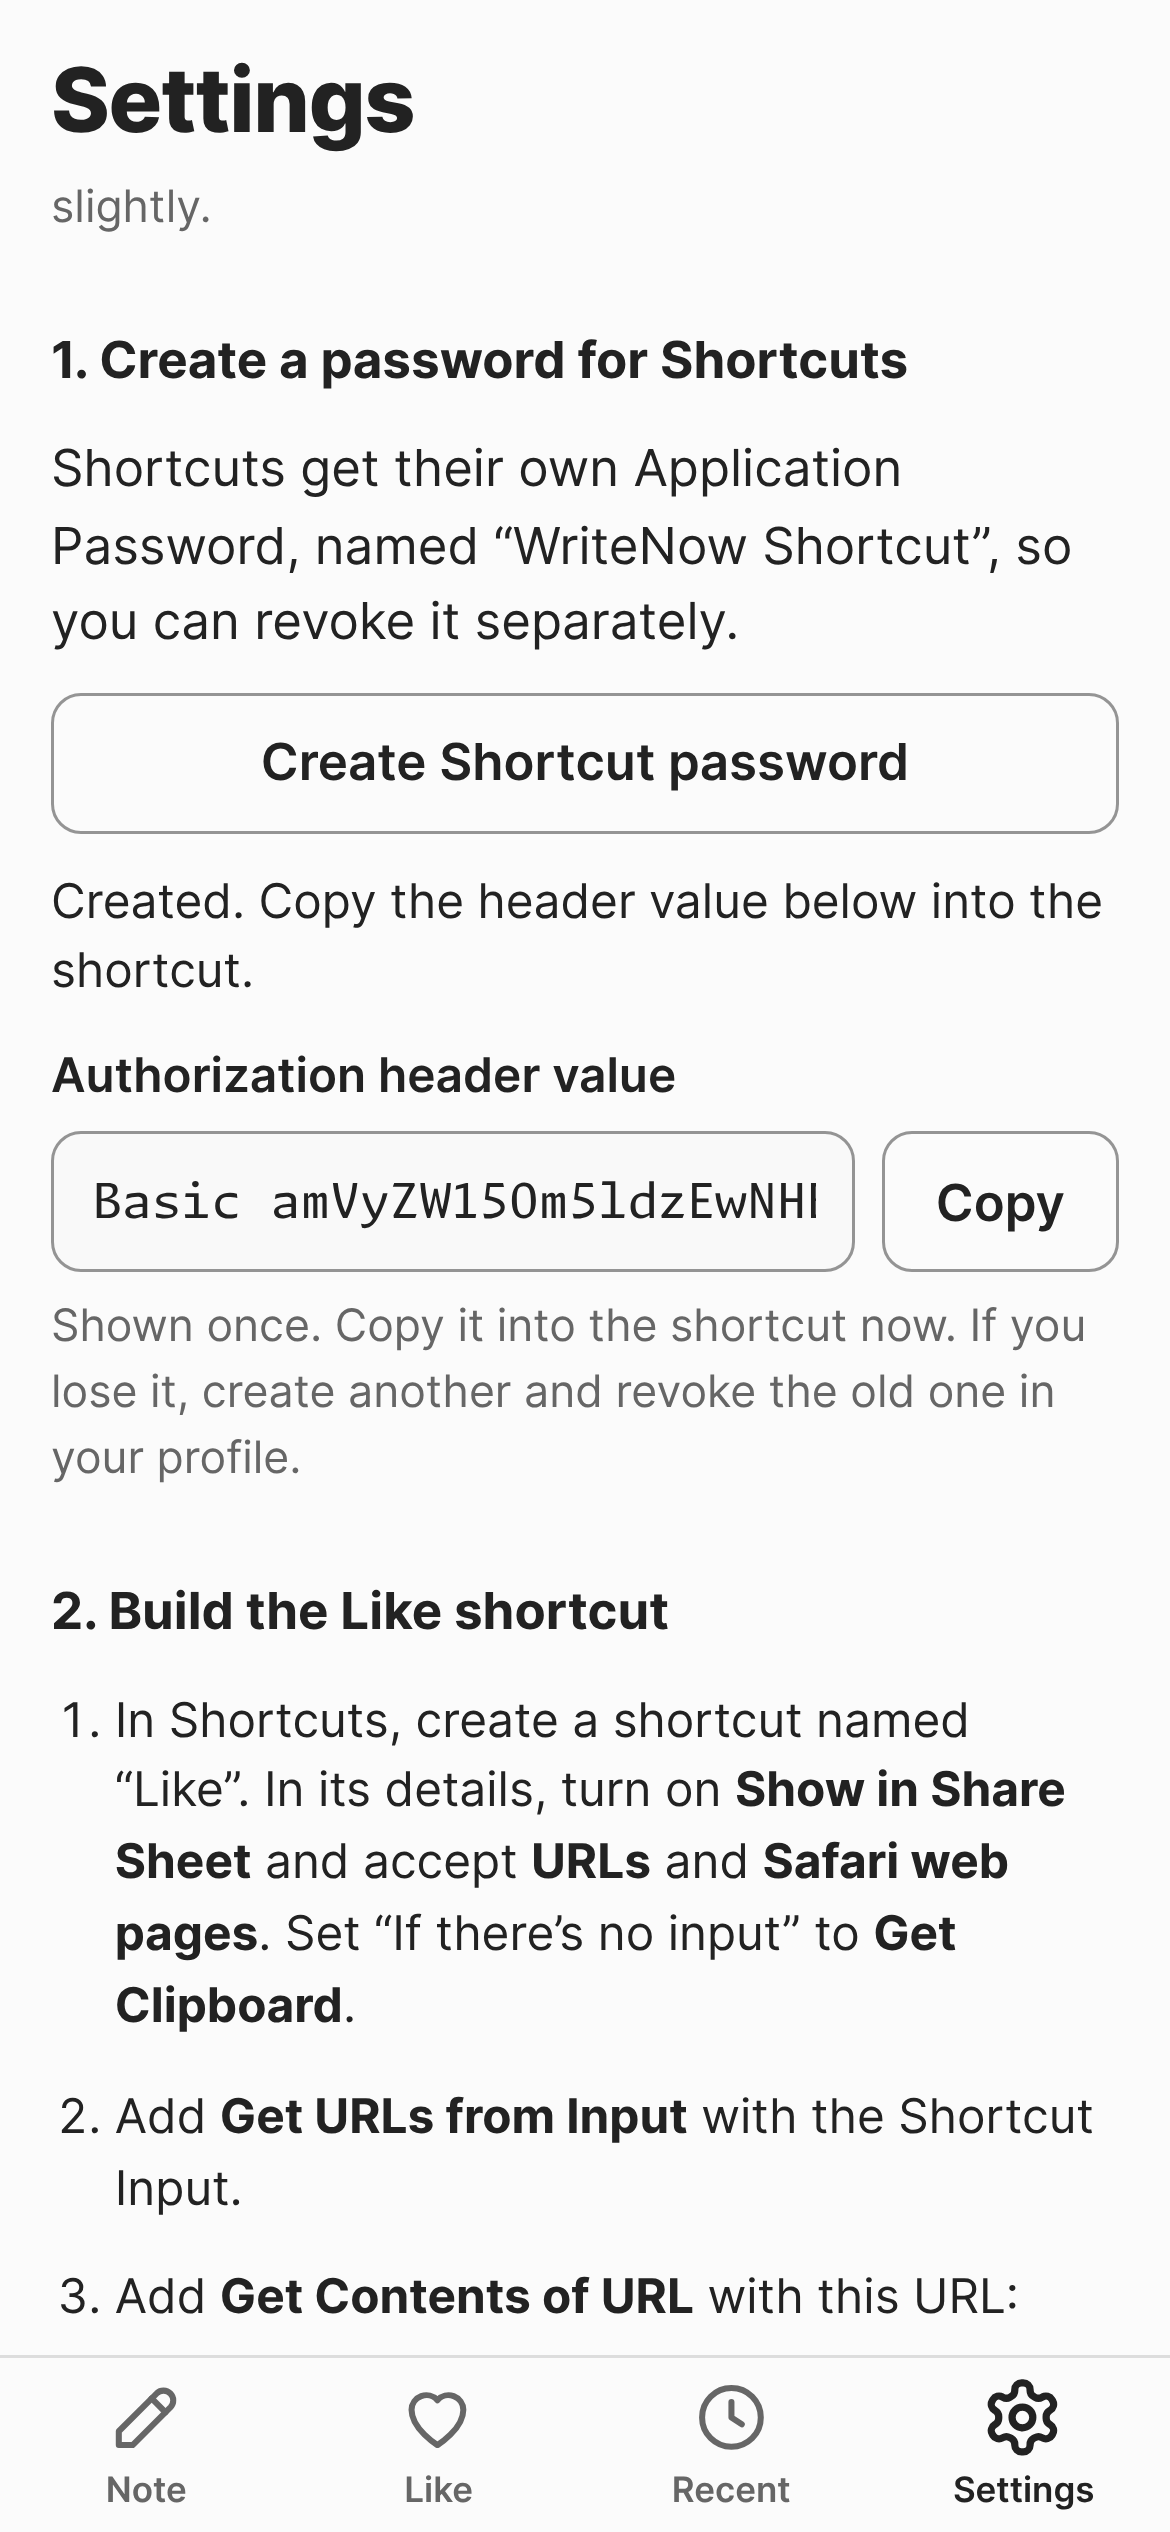 Settings
slightly.
1. Create a password for Shortcuts
Shortcuts get their own Application
Password, named “WriteNow Shortcut”, so
you can revoke it separately.
Create Shortcut password
Created. Copy the header value below into the
shortcut.
Authorization header value
Basic amVyZW15Om5ldzEwNH
Copy
Shown once. Copy it into the shortcut now. If you
lose it, create another and revoke the old one in
your profile.
2. Build the Like shortcut
1. In Shortcuts, create a shortcut named
“Like”. In its details, turn on Show in Share
Sheet and accept URLs and Safari web
pages. Set “If there’s no input” to Get
Clipboard.
2. Add Get URLs from Input with the Shortcut
Input.
3. Add Get Contents of URL with this URL:
Note
Like
Recent
Settings